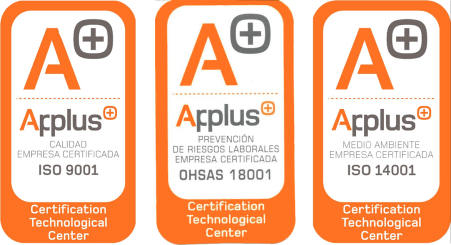 A+
Applus+
CALIDAD
EMPRESA CERTIFICADA
ISO 9001
Certification
Technological
Center
A+
Applus+
PREVENCIÓN
DE RIESGOS LABORALES
EMPRESA CERTIFICADA
OHSAS 18001
Certification
Technological
Center
A+
Applus+
MEDIO AMBIENTE
EMPRESA CERTIFICADA
ISO 14001
Certification
Technological
Center